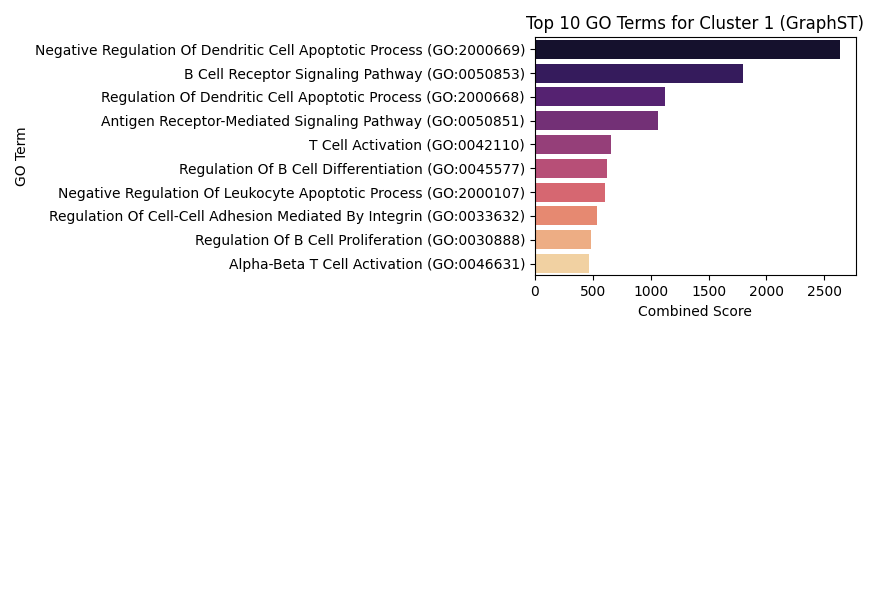 Top 10 GO Terms for Cluster 1 (GraphST)
GO Term
Negative Regulation Of Dendritic Cell Apoptotic Process (GO:2000669)
B Cell Receptor Signaling Pathway (GO:0050853)
Regulation Of Dendritic Cell Apoptotic Process (GO:2000668)
Antigen Receptor-Mediated Signaling Pathway (GO:0050851)
T Cell Activation (GO:0042110)
Regulation Of B Cell Differentiation (GO:0045577)
Negative Regulation Of Leukocyte Apoptotic Process (GO:2000107)
Regulation Of Cell-Cell Adhesion Mediated By Integrin (GO:0033632)
Regulation Of B Cell Proliferation (GO:0030888)
Alpha-Beta T Cell Activation (GO:0046631)
0 500 1000 1500 2000 2500
Combined Score